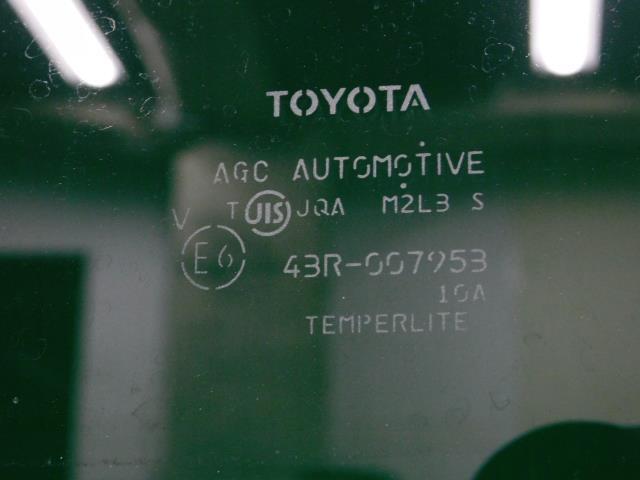 TOYOTA
AGC AUTOMOTIVE
V T JIS JQA M2L3 S
E6 43R-007953
10A
TEMPERLITE